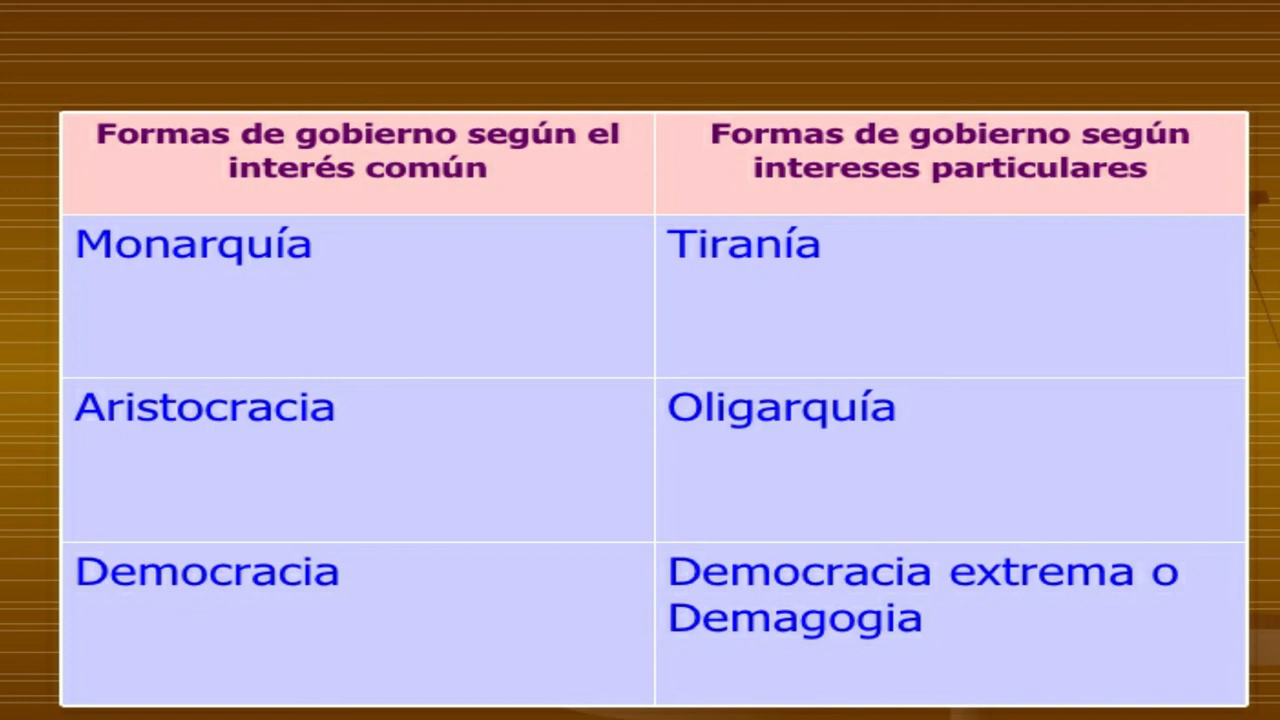 Formas de gobierno según el
interés común
Formas de gobierno según
intereses particulares
Monarquía
Tiranía
Aristocracia
Oligarquía
Democracia
Democracia extrema o
Demagogia